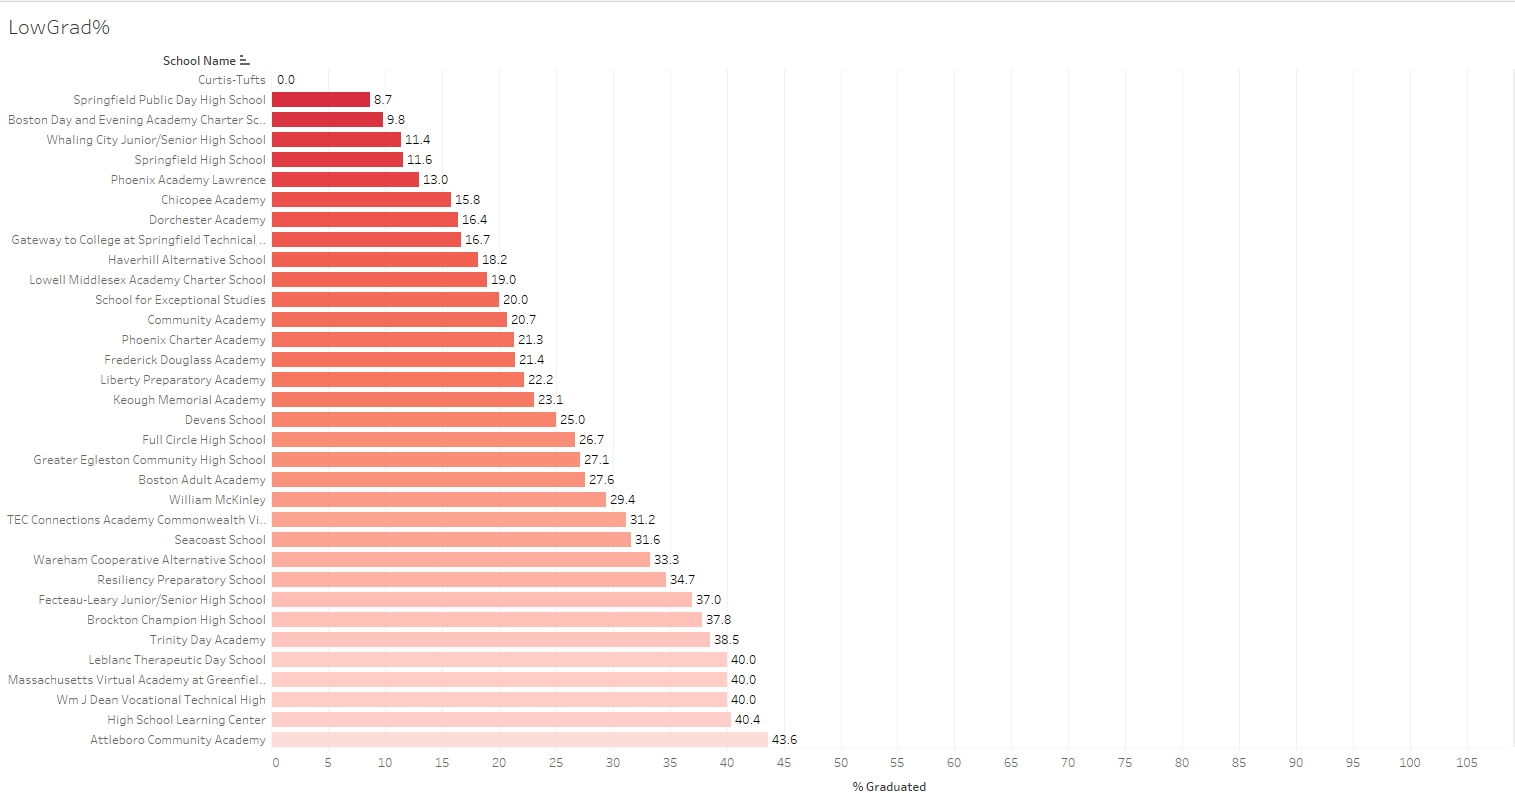 LowGrad%
School Name
Curtis-Tufts 0.0
Springfield Public Day High School 8.7
Boston Day and Evening Academy Charter Sc.. 9.8
Whaling City Junior/Senior High School 11.4
Springfield High School 11.6
Phoenix Academy Lawrence 13.0
Chicopee Academy 15.8
Dorchester Academy 16.4
Gateway to College at Springfield Technical .. 16.7
Haverhill Alternative School 18.2
Lowell Middlesex Academy Charter School 19.0
School for Exceptional Studies 20.0
Community Academy 20.7
Phoenix Charter Academy 21.3
Frederick Douglass Academy 21.4
Liberty Preparatory Academy 22.2
Keough Memorial Academy 23.1
Devens School 25.0
Full Circle High School 26.7
Greater Egleston Community High School 27.1
Boston Adult Academy 27.6
William McKinley 29.4
TEC Connections Academy Commonwealth Vi.. 31.2
Seacoast School 31.6
Wareham Cooperative Alternative School 33.3
Resiliency Preparatory School 34.7
Fecteau-Leary Junior/Senior High School 37.0
Brockton Champion High School 37.8
Trinity Day Academy 38.5
Leblanc Therapeutic Day School 40.0
Massachusetts Virtual Academy at Greenfiel.. 40.0
Wm J Dean Vocational Technical High 40.0
High School Learning Center 40.4
Attleboro Community Academy 43.6
0 5 10 15 20 25 30 35 40 45 50 55 60 65 70 75 80 85 90 95 100 105
% Graduated